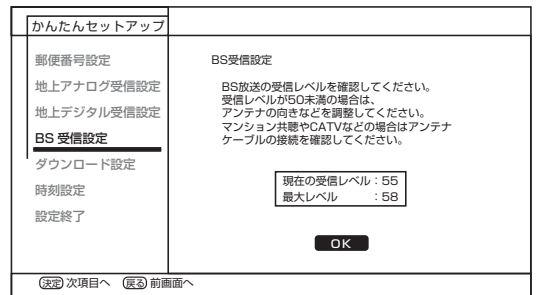 かんたんセットアップ
郵便番号設定
地上アナログ受信設定
地上デジタル受信設定
BS 受信設定
ダウンロード設定
時刻設定
設定終了
BS受信設定
BS放送の受信レベルを確認してください。
受信レベルが50未満の場合は、
アンテナの向きなどを調整してください。
マンション共聴やCATVなどの場合はアンテナ
ケーブルの接続を確認してください。
現在の受信レベル：55
最大レベル　　：58
OK
決定 次項目へ 戻る 前画面へ